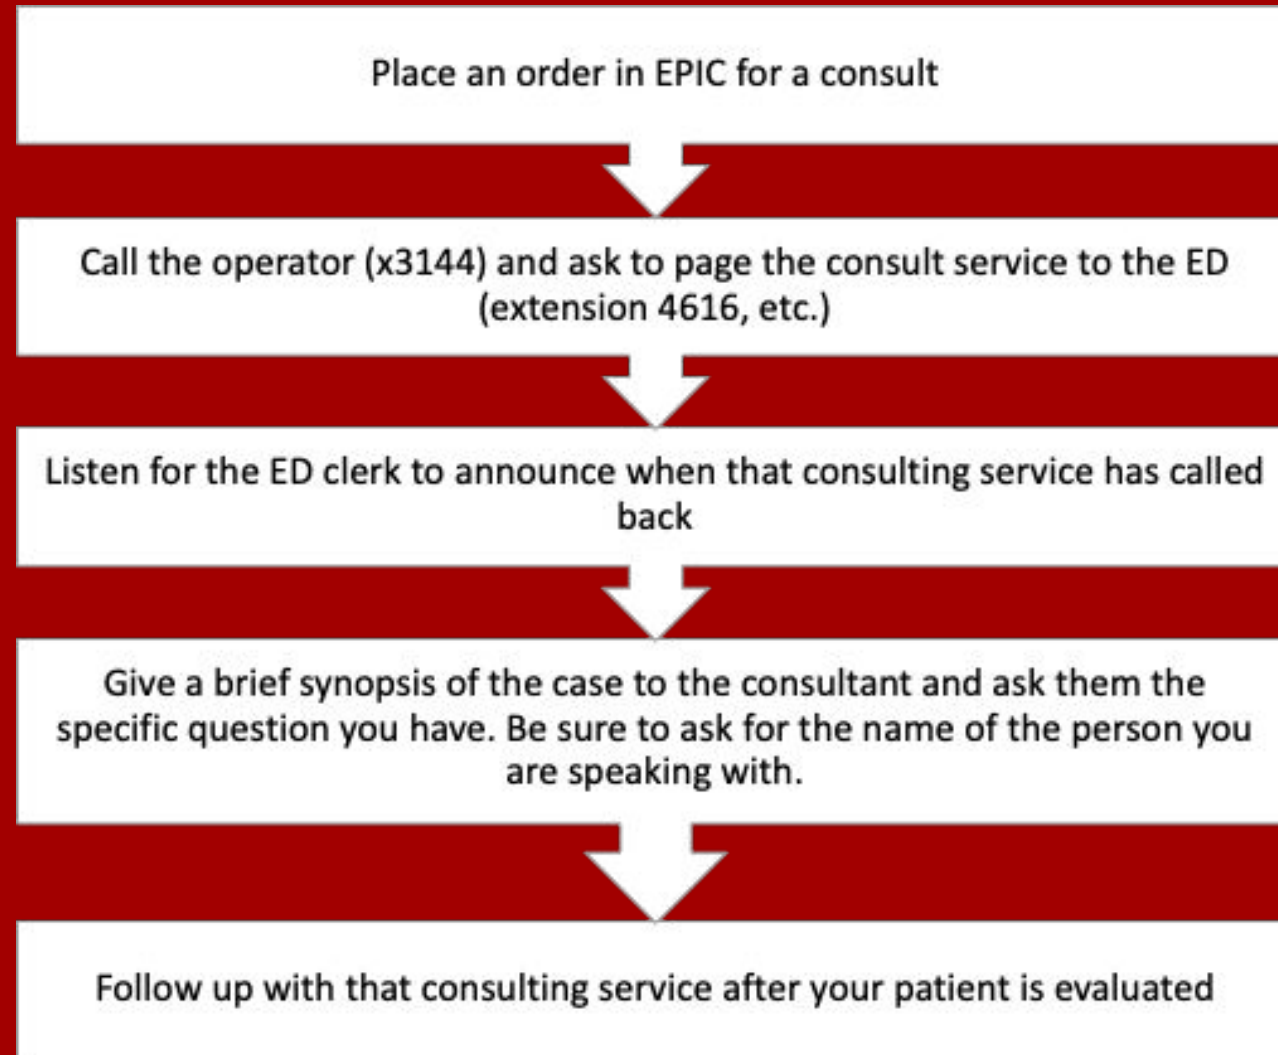 Place an order in EPIC for a consult
Call the operator (x3144) and ask to page the consult service to the ED
(extension 4616, etc.)
Listen for the ED clerk to announce when that consulting service has called
back
Give a brief synopsis of the case to the consultant and ask them the
specific question you have. Be sure to ask for the name of the person you
are speaking with.
Follow up with that consulting service after your patient is evaluated